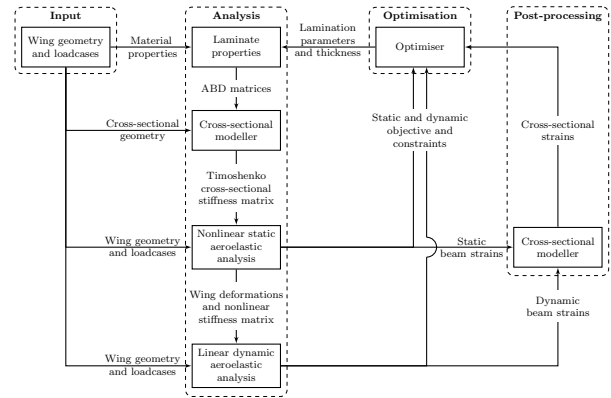 Input
Analysis
Optimisation
Post-processing
Wing geometry
and loadcases
Material
properties
Laminate
properties
Lamination
parameters
and thickness
Optimiser
ABD matrices
Cross-sectional
geometry
Cross-sectional
modeller
Static and dynamic
objective and
constraints
Cross-sectional
strains
Timoshenko
cross-sectional
stiffness matrix
Wing geometry
and loadcases
Nonlinear static
aeroelastic
analysis
Static
beam strains
Cross-sectional
modeller
Wing deformations
and nonlinear
stiffness matrix
Dynamic
beam strains
Wing geometry
and loadcases
Linear dynamic
aeroelastic
analysis